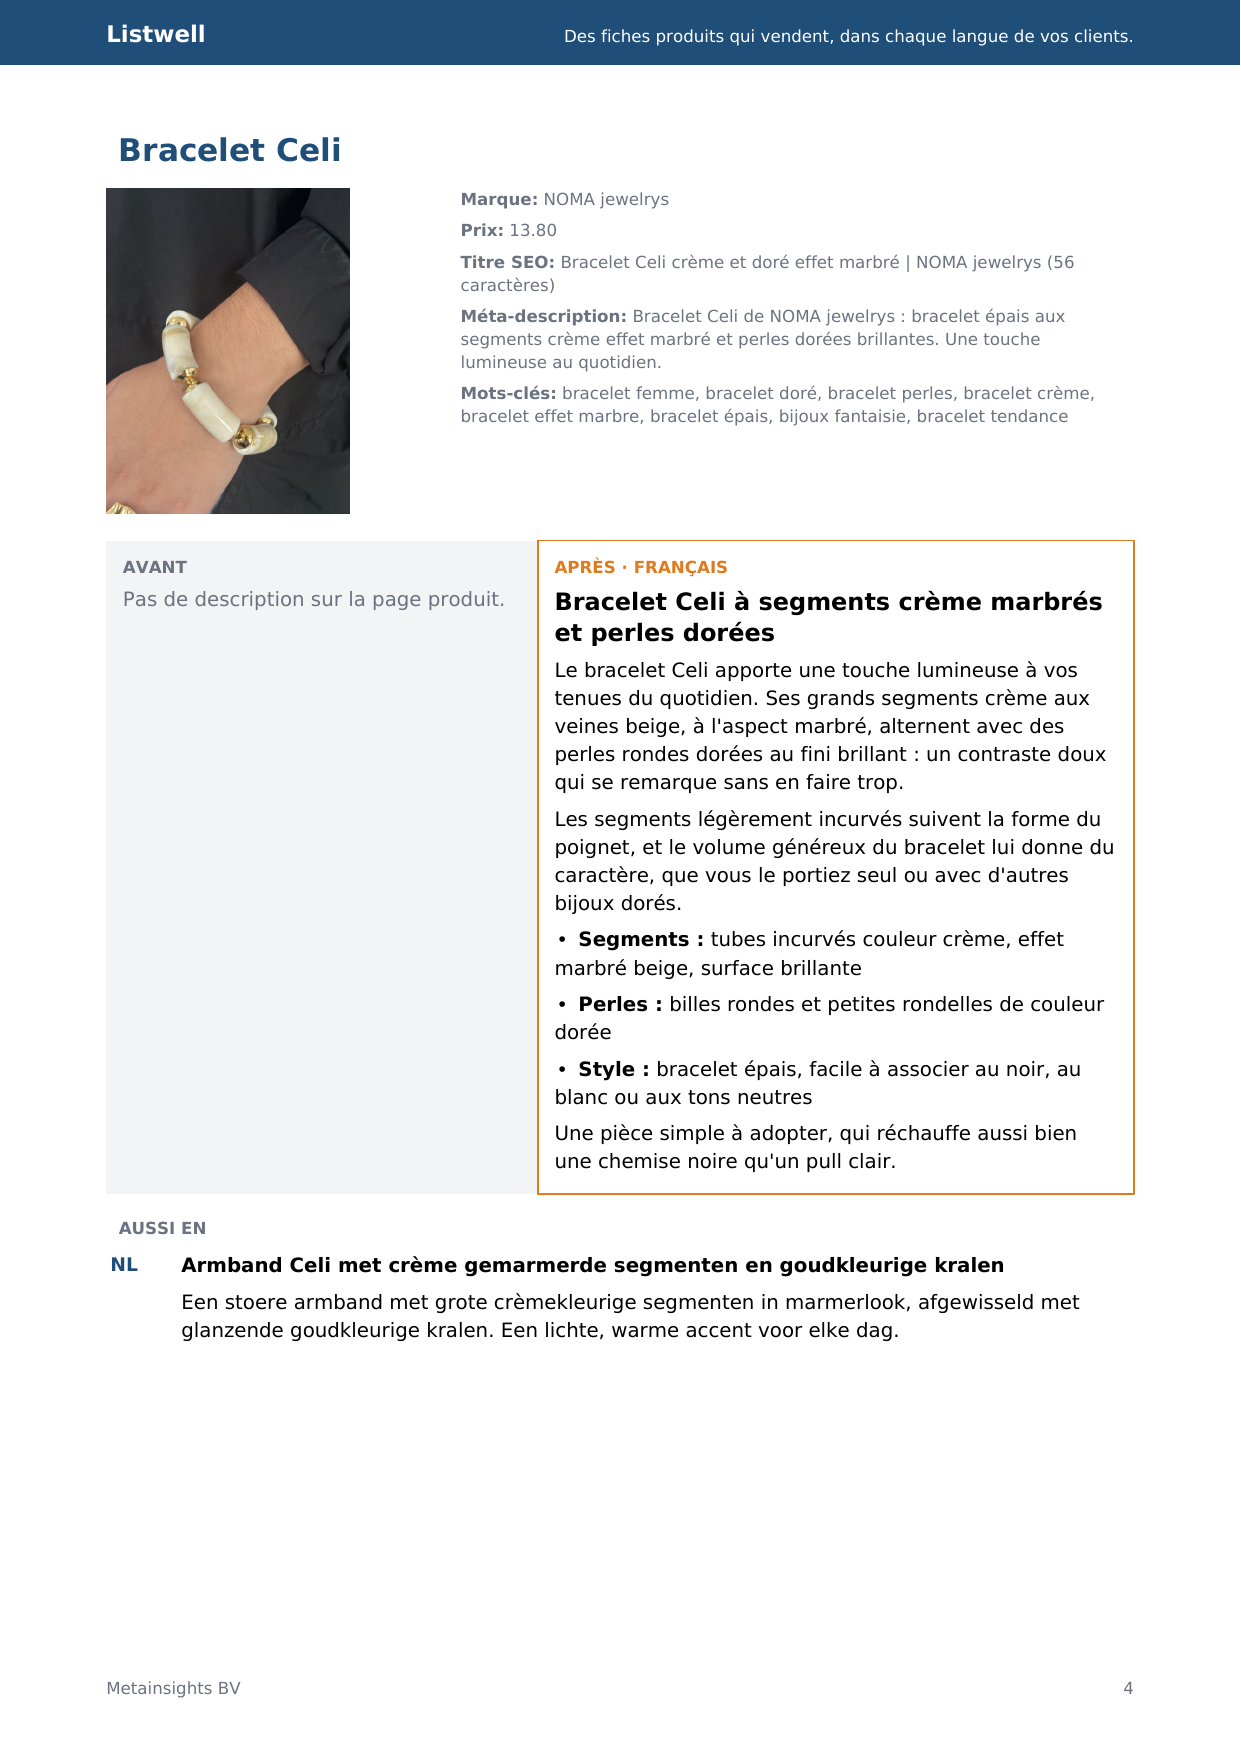 Listwell
Des fiches produits qui vendent, dans chaque langue de vos clients.
Bracelet Celi
Marque: NOMA jewelrys
Prix: 13.80
Titre SEO: Bracelet Celi crème et doré effet marbré | NOMA jewelrys (56
caractères)
Méta-description: Bracelet Celi de NOMA jewelrys : bracelet épais aux
segments crème effet marbré et perles dorées brillantes. Une touche
lumineuse au quotidien.
Mots-clés: bracelet femme, bracelet doré, bracelet perles, bracelet crème,
bracelet effet marbre, bracelet épais, bijoux fantaisie, bracelet tendance
AVANT
Pas de description sur la page produit.
APRÈS · FRANÇAIS
Bracelet Celi à segments crème marbrés
et perles dorées
Le bracelet Celi apporte une touche lumineuse à vos
tenues du quotidien. Ses grands segments crème aux
veines beige, à l'aspect marbré, alternent avec des
perles rondes dorées au fini brillant : un contraste doux
qui se remarque sans en faire trop.
Les segments légèrement incurvés suivent la forme du
poignet, et le volume généreux du bracelet lui donne du
caractère, que vous le portiez seul ou avec d'autres
bijoux dorés.
• Segments : tubes incurvés couleur crème, effet
marbré beige, surface brillante
• Perles : billes rondes et petites rondelles de couleur
dorée
• Style : bracelet épais, facile à associer au noir, au
blanc ou aux tons neutres
Une pièce simple à adopter, qui réchauffe aussi bien
une chemise noire qu'un pull clair.
AUSSI EN
NL
Armband Celi met crème gemarmerde segmenten en goudkleurige kralen
Een stoere armband met grote crèmekleurige segmenten in marmerlook, afgewisseld met
glanzende goudkleurige kralen. Een lichte, warme accent voor elke dag.
Metainsights BV
4